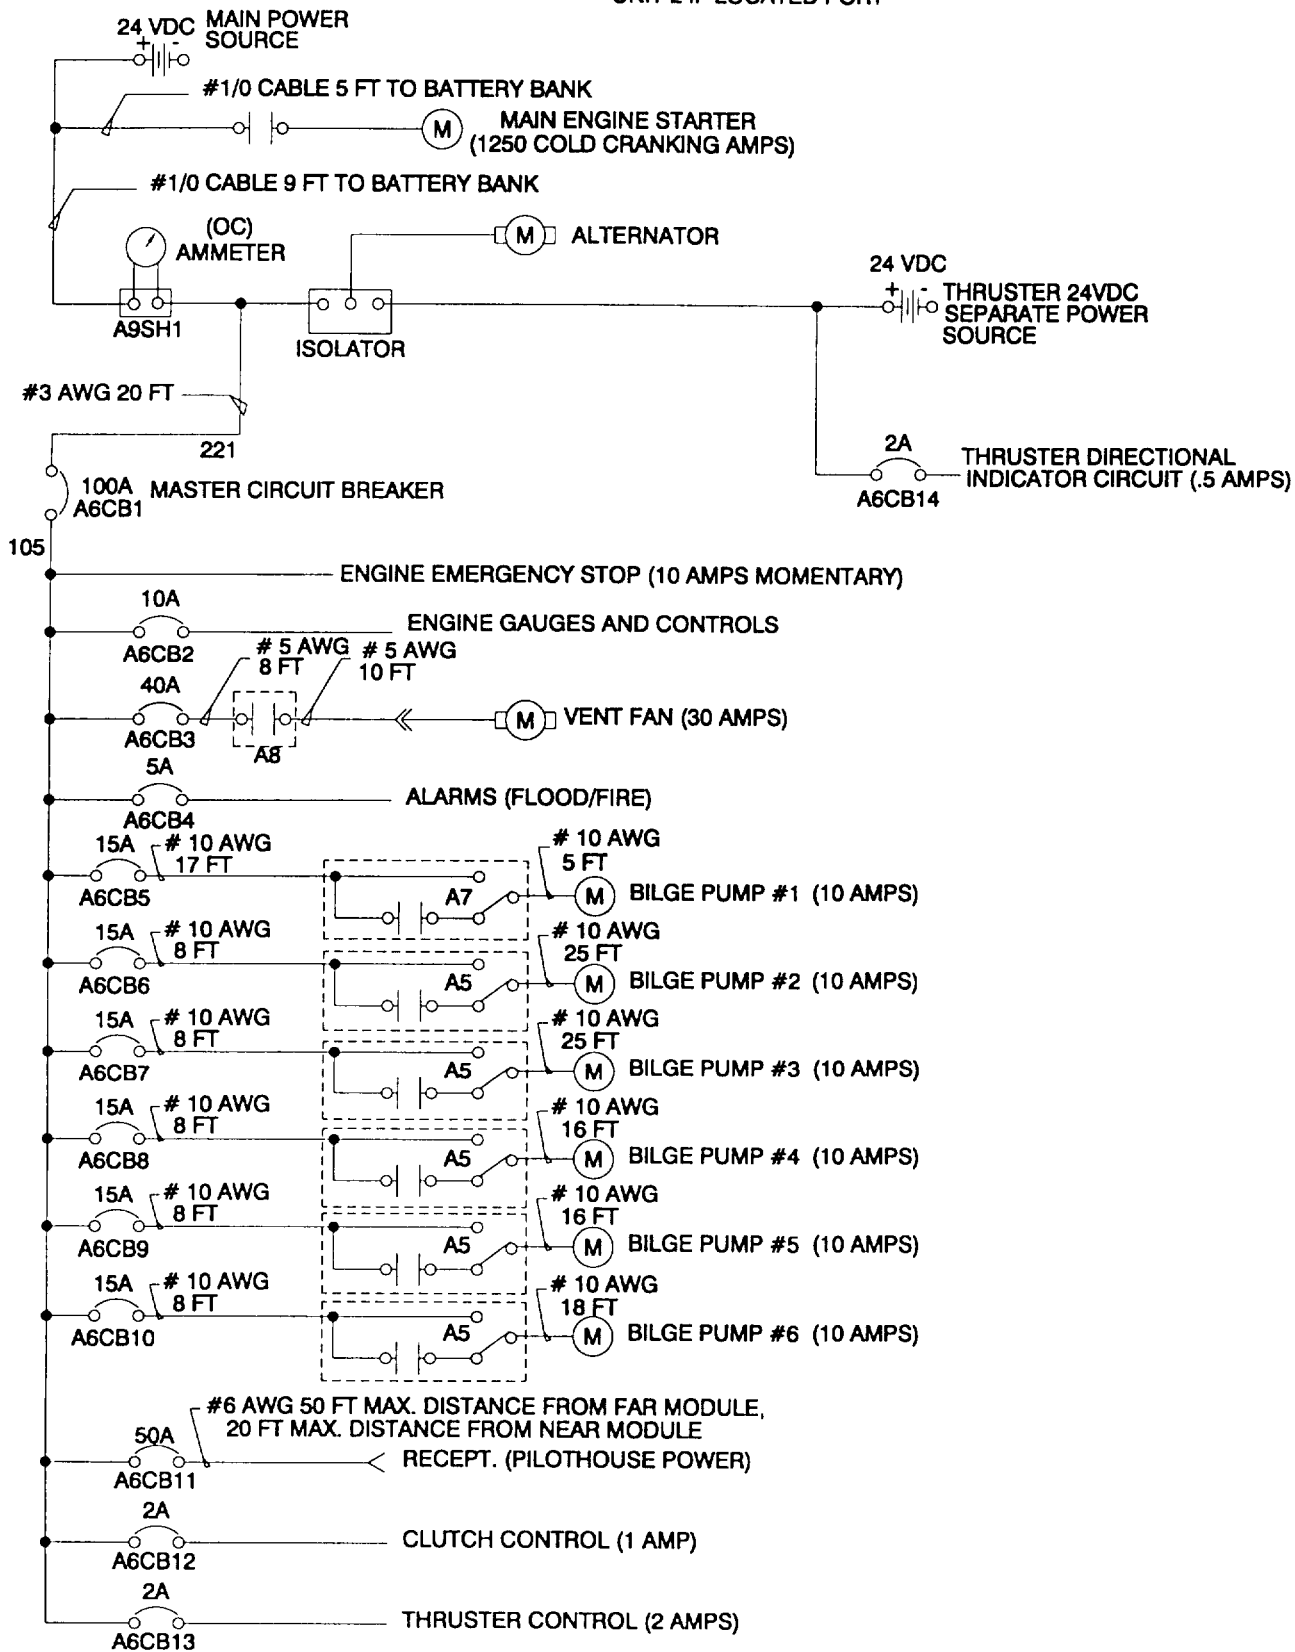 24 VDC MAIN POWER
SOURCE
+ -
#1/0 CABLE 5 FT TO BATTERY BANK
M
MAIN ENGINE STARTER
(1250 COLD CRANKING AMPS)
#1/0 CABLE 9 FT TO BATTERY BANK
(OC)
AMMETER
M ALTERNATOR
24 VDC
+ - THRUSTER 24VDC
SEPARATE POWER
SOURCE
A9SH1
ISOLATOR
#3 AWG 20 FT
221
2A
THRUSTER DIRECTIONAL
INDICATOR CIRCUIT (.5 AMPS)
A6CB14
100A MASTER CIRCUIT BREAKER
A6CB1
105
ENGINE EMERGENCY STOP (10 AMPS MOMENTARY)
10A
ENGINE GAUGES AND CONTROLS
A6CB2
# 5 AWG
8 FT
# 5 AWG
10 FT
40A
M VENT FAN (30 AMPS)
A6CB3
A8
5A
ALARMS (FLOOD/FIRE)
A6CB4
15A # 10 AWG
17 FT
# 10 AWG
5 FT
A6CB5
A7
M BILGE PUMP #1 (10 AMPS)
15A # 10 AWG
8 FT
# 10 AWG
25 FT
A6CB6
A5
M BILGE PUMP #2 (10 AMPS)
15A # 10 AWG
8 FT
# 10 AWG
25 FT
A6CB7
A5
M BILGE PUMP #3 (10 AMPS)
15A # 10 AWG
8 FT
# 10 AWG
16 FT
A6CB8
A5
M BILGE PUMP #4 (10 AMPS)
15A # 10 AWG
8 FT
# 10 AWG
16 FT
A6CB9
A5
M BILGE PUMP #5 (10 AMPS)
15A # 10 AWG
8 FT
# 10 AWG
18 FT
A6CB10
A5
M BILGE PUMP #6 (10 AMPS)
#6 AWG 50 FT MAX. DISTANCE FROM FAR MODULE,
20 FT MAX. DISTANCE FROM NEAR MODULE
50A
RECEPT. (PILOTHOUSE POWER)
A6CB11
2A
CLUTCH CONTROL (1 AMP)
A6CB12
2A
THRUSTER CONTROL (2 AMPS)
A6CB13